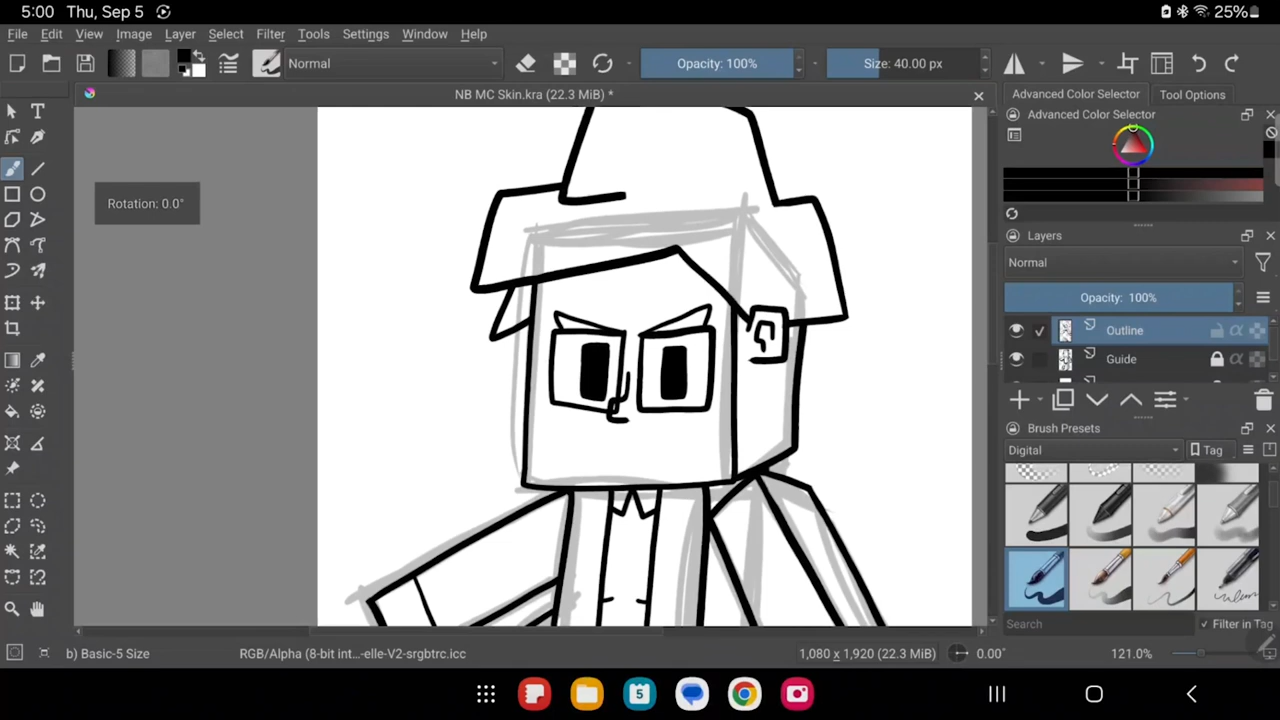 5:00 Thu, Sep 5 25%
File Edit View Image Layer Select Filter Tools Settings Window Help
Normal Opacity: 100% Size: 40.00 px
NB MC Skin.kra (22.3 MiB) *
Advanced Color Selector Tool Options
Advanced Color Selector
Rotation: 0.0°
Layers
Normal
Opacity: 100%
Outline
Guide
Brush Presets
Digital Tag
Search Filter in Tag
b) Basic-5 Size RGB/Alpha (8-bit int...-elle-V2-srgbtrc.icc 1,080 x 1,920 (22.3 MiB) 0.00° 121.0%
5